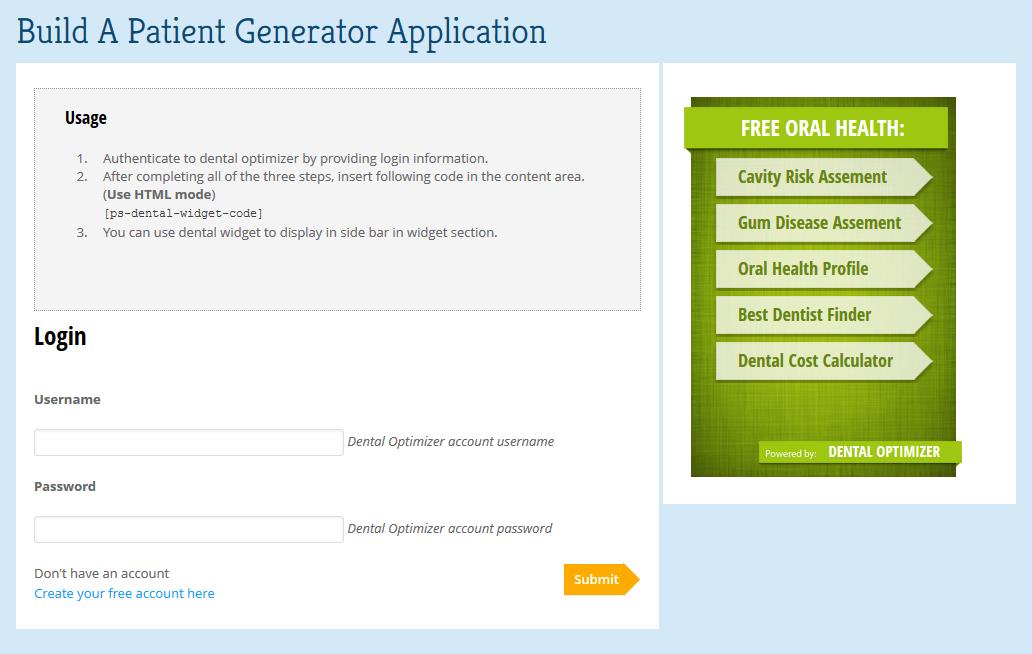 Build A Patient Generator Application
Usage
1. Authenticate to dental optimizer by providing login information.
2. After completing all of the three steps, insert following code in the content area.
(Use HTML mode)
[ps-dental-widget-code]
3. You can use dental widget to display in side bar in widget section.
Login
Username
Dental Optimizer account username
Password
Dental Optimizer account password
Don't have an account
Create your free account here
Submit
FREE ORAL HEALTH:
Cavity Risk Assement
Gum Disease Assement
Oral Health Profile
Best Dentist Finder
Dental Cost Calculator
Powered by: DENTAL OPTIMIZER